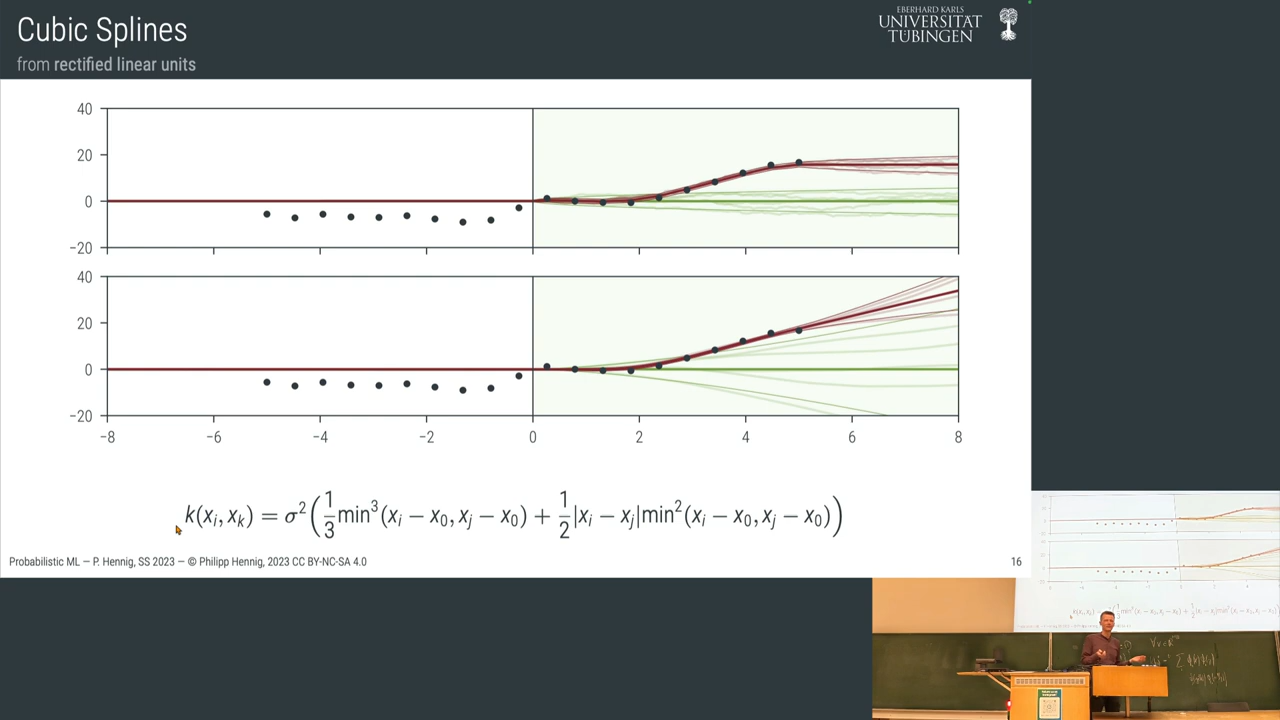 Cubic Splines
from rectified linear units
EBERHARD KARLS
UNIVERSITÄT
TÜBINGEN
40
20
0
−20
40
20
0
−20
−8 −6 −4 −2 0 2 4 6 8
k(xᵢ, xₖ) = σ²(1/3 min³(xᵢ − x₀, xⱼ − x₀) + 1/2|xᵢ − xⱼ|min²(xᵢ − x₀, xⱼ − x₀))
Probabilistic ML — P. Hennig, SS 2023 — © Philipp Hennig, 2023 CC BY-NC-SA 4.0 16